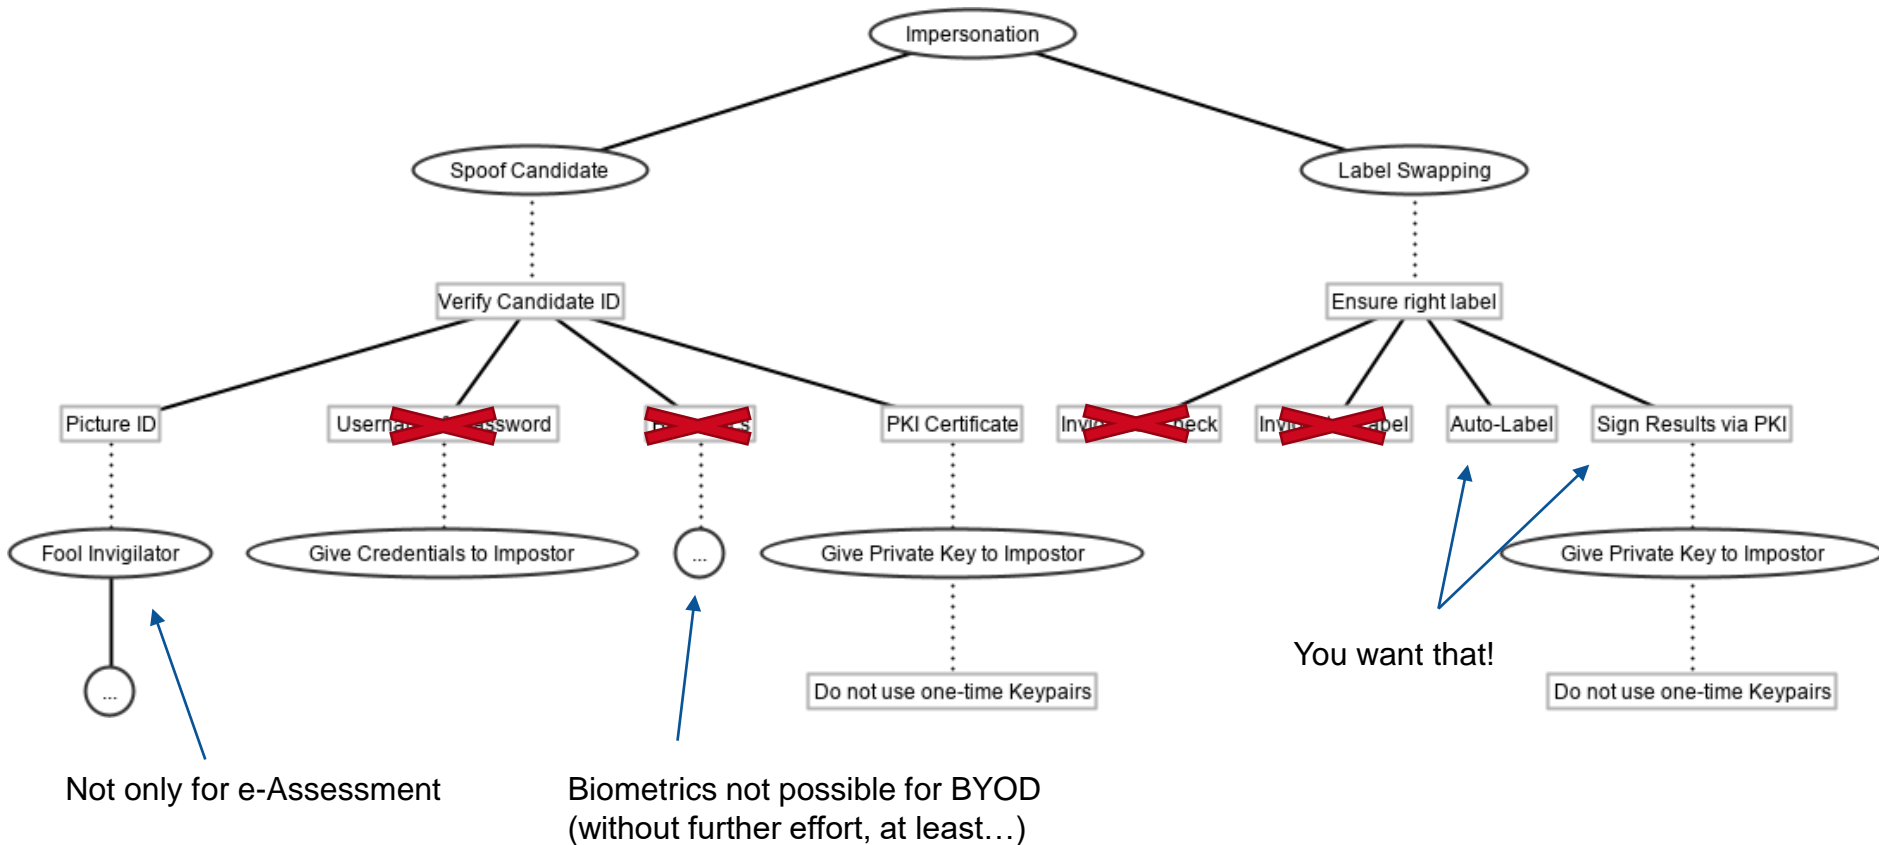 Impersonation
Spoof Candidate
Label Swapping
Verify Candidate ID
Ensure right label
Picture ID
PKI Certificate
Auto-Label
Sign Results via PKI
Fool Invigilator
Give Credentials to Impostor
...
Give Private Key to Impostor
Give Private Key to Impostor
You want that!
...
Do not use one-time Keypairs
Do not use one-time Keypairs
Not only for e-Assessment
Biometrics not possible for BYOD
(without further effort, at least…)